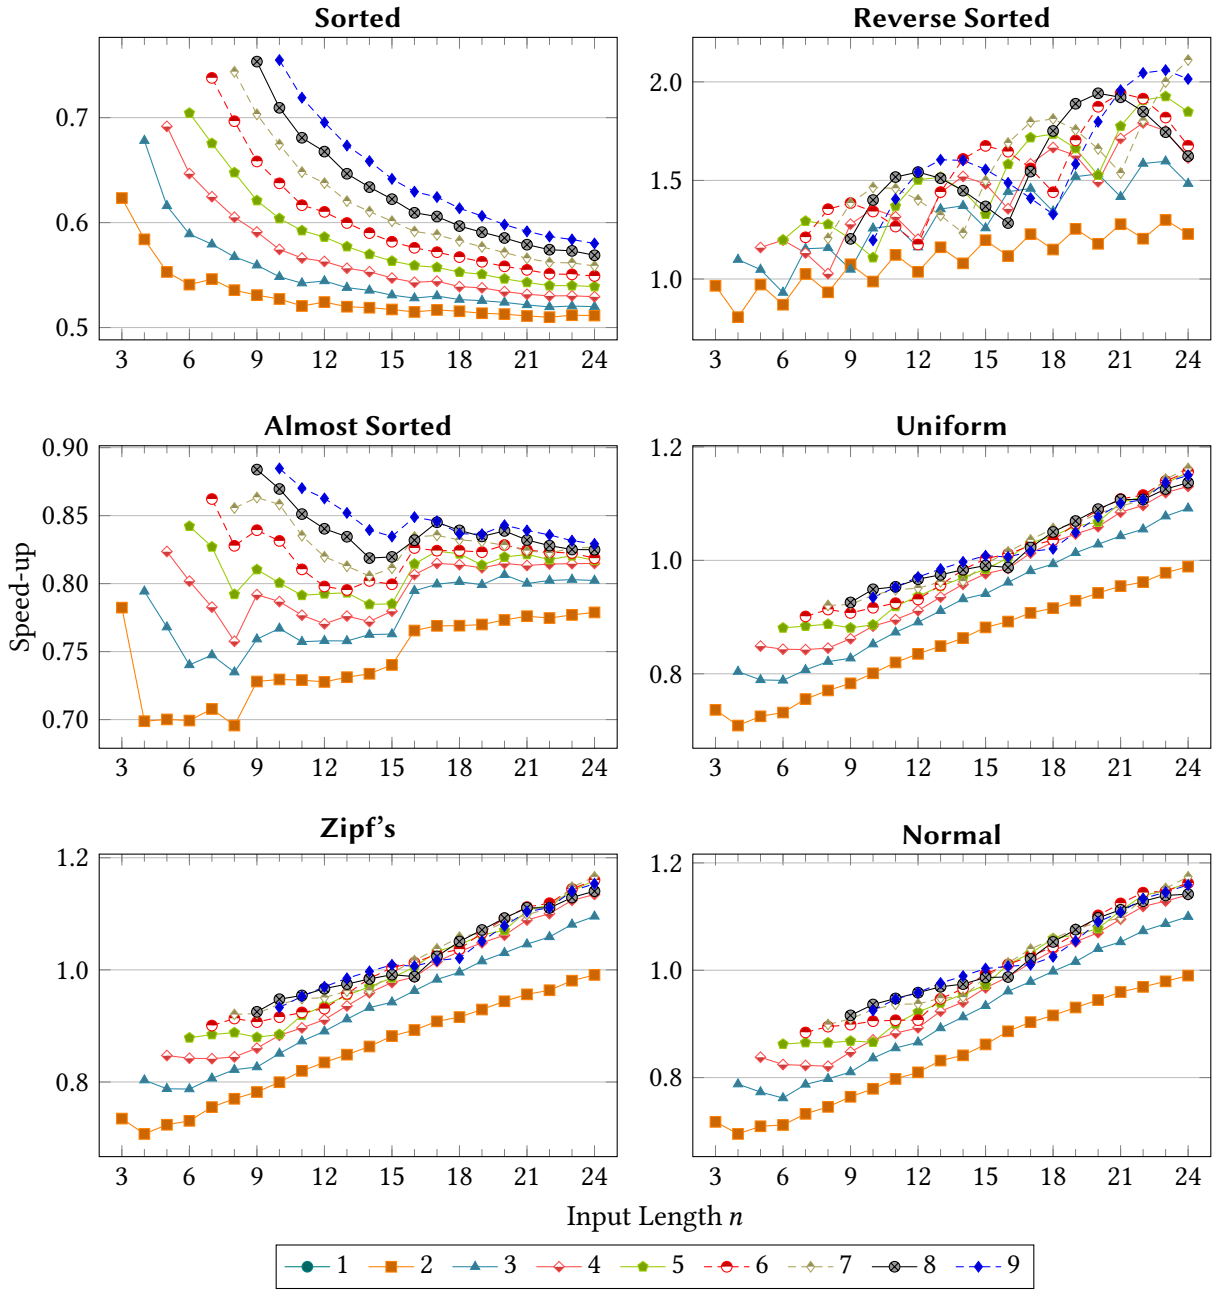 Sorted
0.7
0.6
0.5
3 6 9 12 15 18 21 24
Reverse Sorted
2.0
1.5
1.0
3 6 9 12 15 18 21 24
Almost Sorted
0.90
0.85
0.80
0.75
0.70
3 6 9 12 15 18 21 24
Speed-up
Uniform
1.2
1.0
0.8
3 6 9 12 15 18 21 24
Zipf's
1.2
1.0
0.8
3 6 9 12 15 18 21 24
Normal
1.2
1.0
0.8
3 6 9 12 15 18 21 24
Input Length n
1 2 3 4 5 6 7 8 9